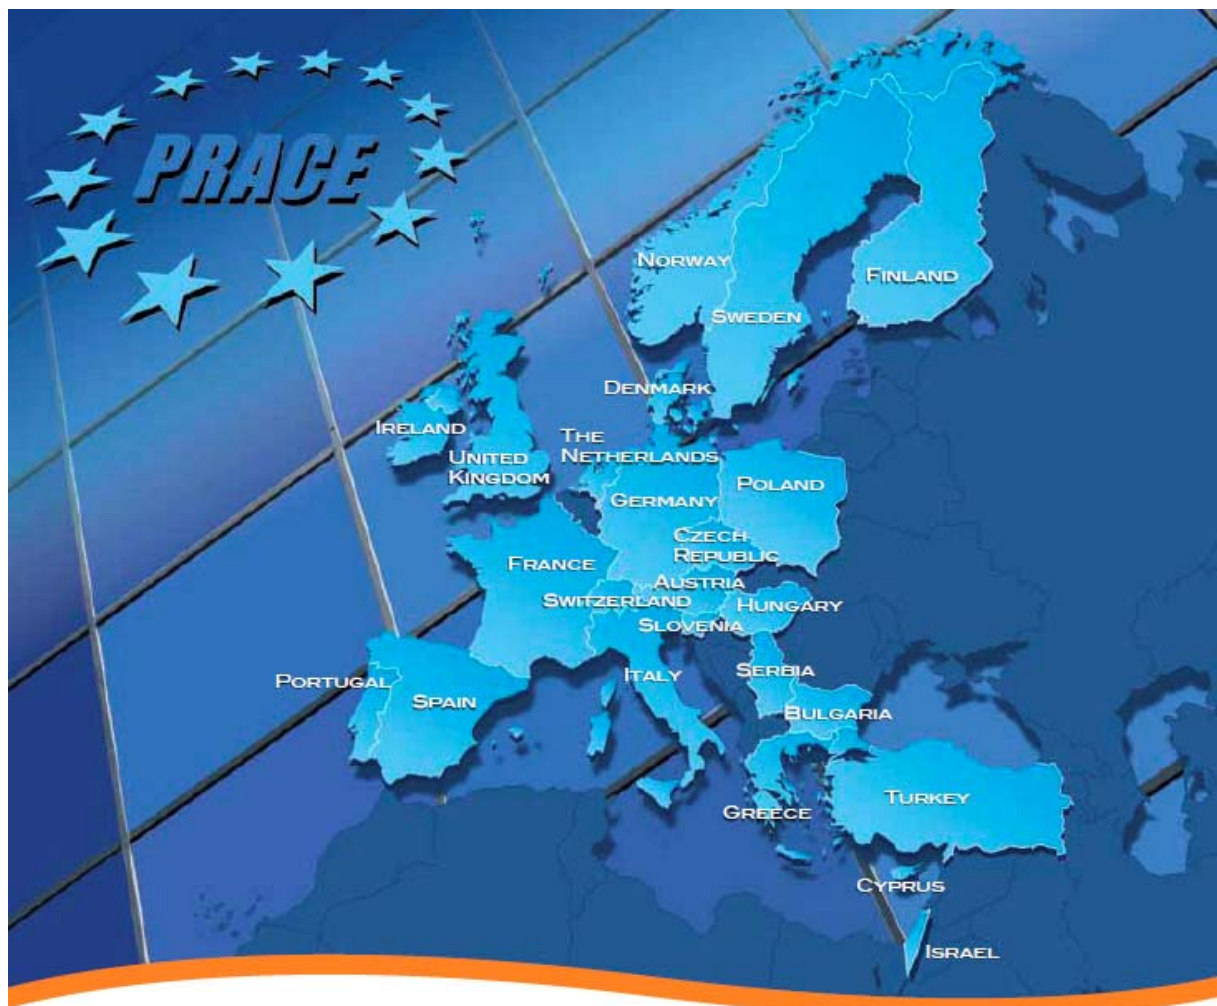 PRACE
NORWAY
FINLAND
SWEDEN
DENMARK
IRELAND
THE
NETHERLANDS
UNITED
KINGDOM
GERMANY
POLAND
CZECH
REPUBLIC
FRANCE
AUSTRIA
SWITZERLAND
HUNGARY
SLOVENIA
PORTUGAL
SPAIN
ITALY
SERBIA
BULGARIA
GREECE
TURKEY
CYPRUS
ISRAEL